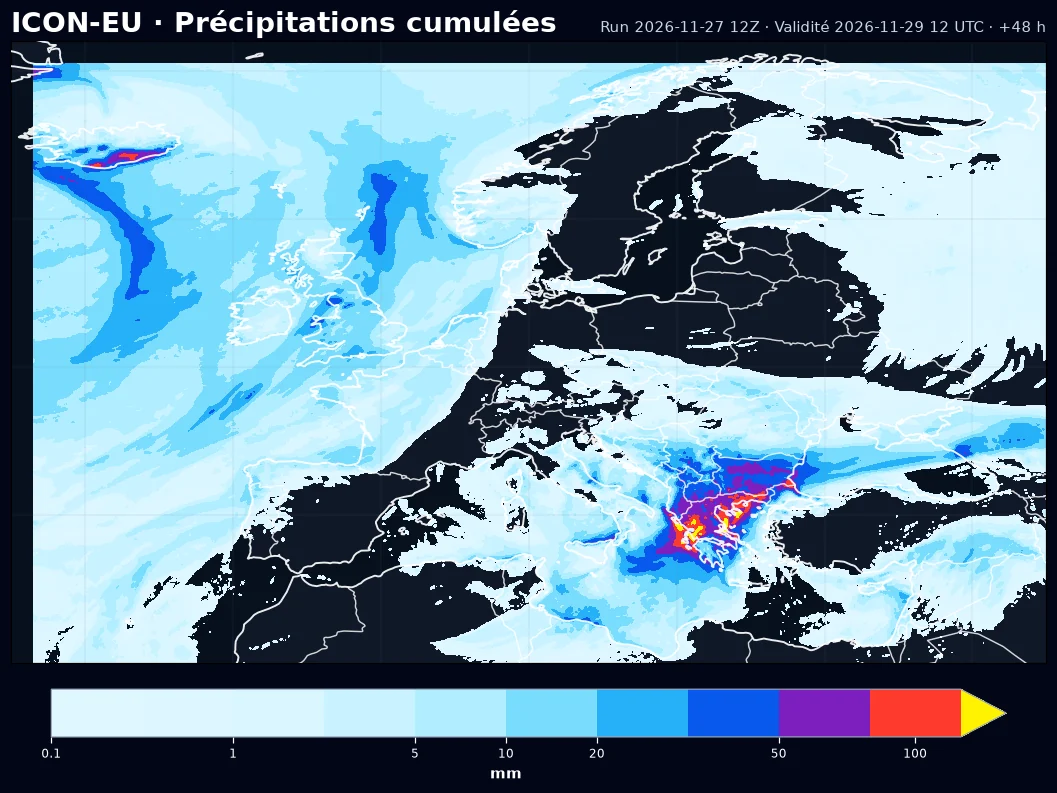 ICON-EU · Précipitations cumulées
Run 2026-11-27 12Z · Validité 2026-11-29 12 UTC · +48 h
0.1 1 5 10 20 50 100
mm